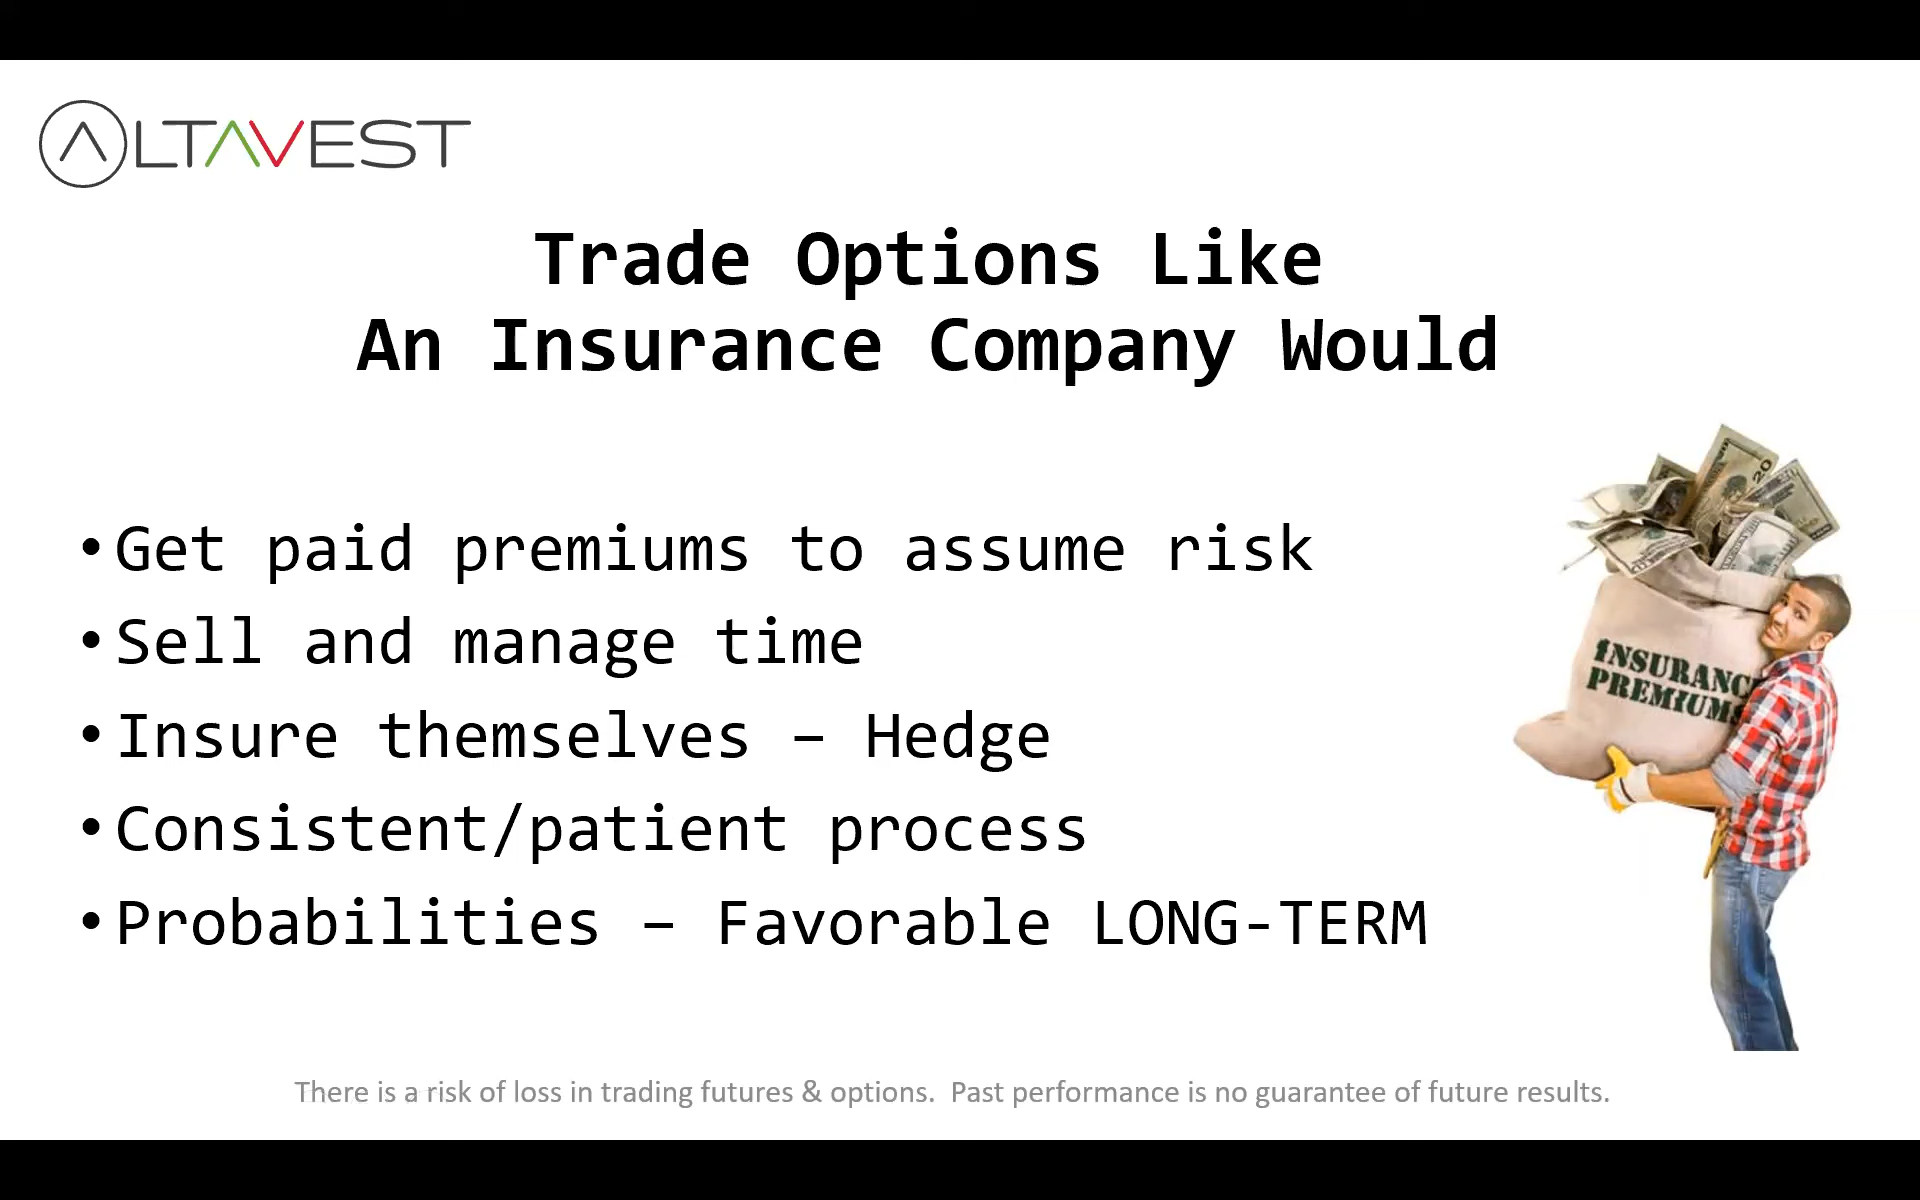 ALTAVEST
Trade Options Like
An Insurance Company Would
•Get paid premiums to assume risk
•Sell and manage time
•Insure themselves – Hedge
•Consistent/patient process
•Probabilities – Favorable LONG-TERM
INSURANCE
PREMIUMS
20
There is a risk of loss in trading futures & options.  Past performance is no guarantee of future results.